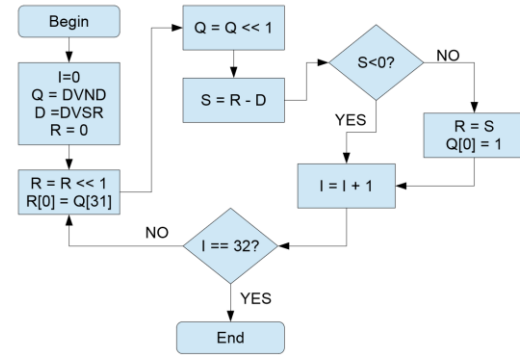 Begin
I=0
Q = DVND
D =DVSR
R = 0
R = R << 1
R[0] = Q[31]
Q = Q << 1
S = R - D
S<0?
NO
YES
R = S
Q[0] = 1
I = I + 1
I == 32?
NO
YES
End